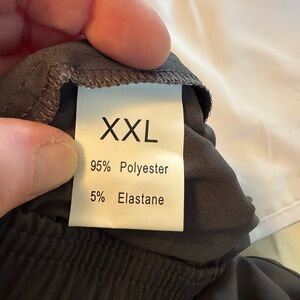 XXL
95% Polyester
5% Elastane